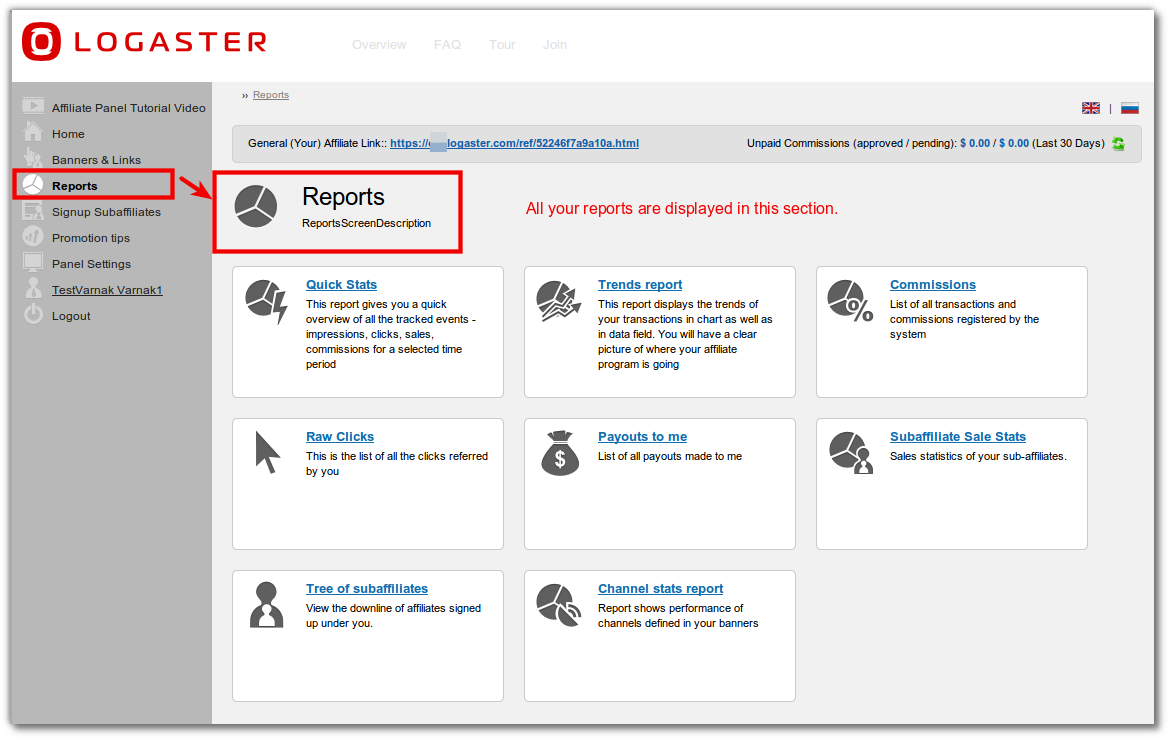 LOGASTER
Overview FAQ Tour Join
Affiliate Panel Tutorial Video
Home
Banners & Links
Reports
Signup Subaffiliates
Promotion tips
Panel Settings
TestVarnak Varnak1
Logout
›› Reports
|
General (Your) Affiliate Link:: https:// logaster.com/ref/52246f7a9a10a.html
Unpaid Commissions (approved / pending): $ 0.00 / $ 0.00 (Last 30 Days)
Reports
ReportsScreenDescription
All your reports are displayed in this section.
Quick Stats
This report gives you a quick
overview of all the tracked events -
impressions, clicks, sales,
commissions for a selected time
period
Trends report
This report displays the trends of
your transactions in chart as well as
in data field. You will have a clear
picture of where your affiliate
program is going
Commissions
List of all transactions and
commissions registered by the
system
Raw Clicks
This is the list of all the clicks referred
by you
Payouts to me
List of all payouts made to me
Subaffiliate Sale Stats
Sales statistics of your sub-affiliates.
Tree of subaffiliates
View the downline of affiliates signed
up under you.
Channel stats report
Report shows performance of
channels defined in your banners